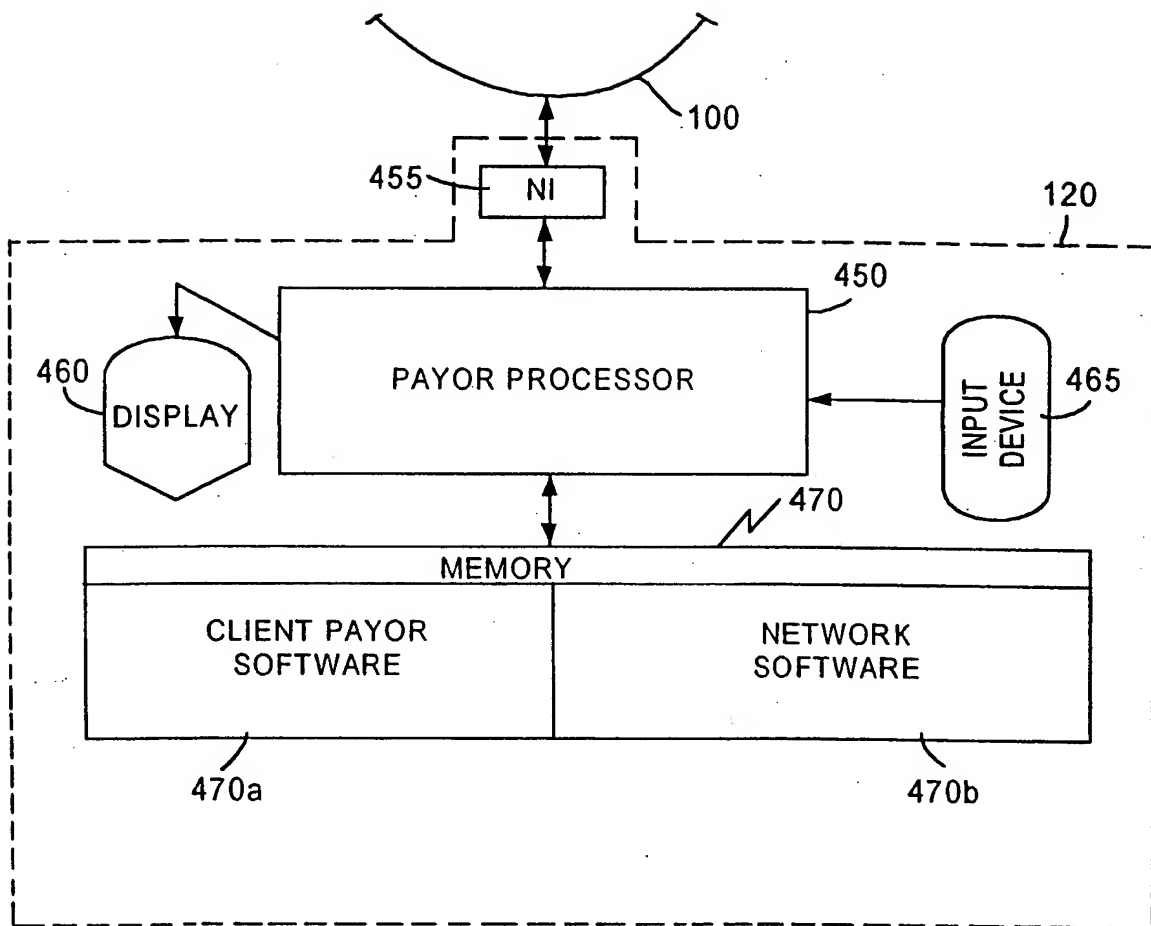 100
455
NI
120
450
460
DISPLAY
PAYOR PROCESSOR
INPUT
DEVICE
465
470
MEMORY
CLIENT PAYOR
SOFTWARE
NETWORK
SOFTWARE
470a
470b